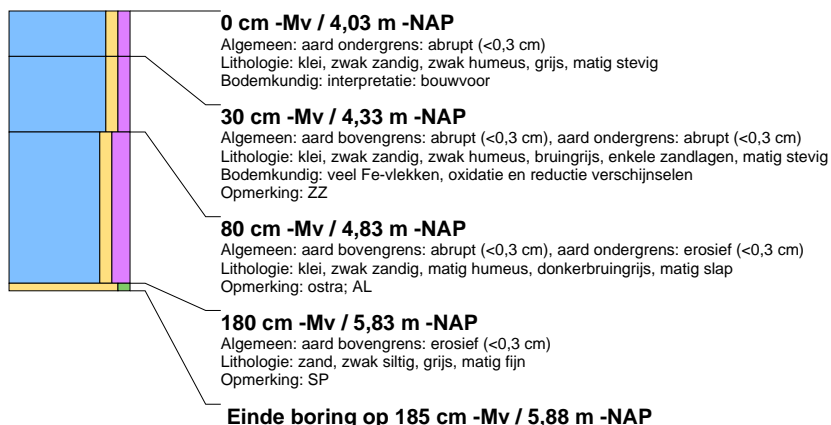 0 cm -Mv / 4,03 m -NAP
Algemeen: aard ondergrens: abrupt (<0,3 cm)
Lithologie: klei, zwak zandig, zwak humeus, grijs, matig stevig
Bodemkundig: interpretatie: bouwvoor
30 cm -Mv / 4,33 m -NAP
Algemeen: aard bovengrens: abrupt (<0,3 cm), aard ondergrens: abrupt (<0,3 cm)
Lithologie: klei, zwak zandig, zwak humeus, bruingrijs, enkele zandlagen, matig stevig
Bodemkundig: veel Fe-vlekken, oxidatie en reductie verschijnselen
Opmerking: ZZ
80 cm -Mv / 4,83 m -NAP
Algemeen: aard bovengrens: abrupt (<0,3 cm), aard ondergrens: erosief (<0,3 cm)
Lithologie: klei, zwak zandig, matig humeus, donkerbruingrijs, matig slap
Opmerking: ostra; AL
180 cm -Mv / 5,83 m -NAP
Algemeen: aard bovengrens: erosief (<0,3 cm)
Lithologie: zand, zwak siltig, grijs, matig fijn
Opmerking: SP
Einde boring op 185 cm -Mv / 5,88 m -NAP